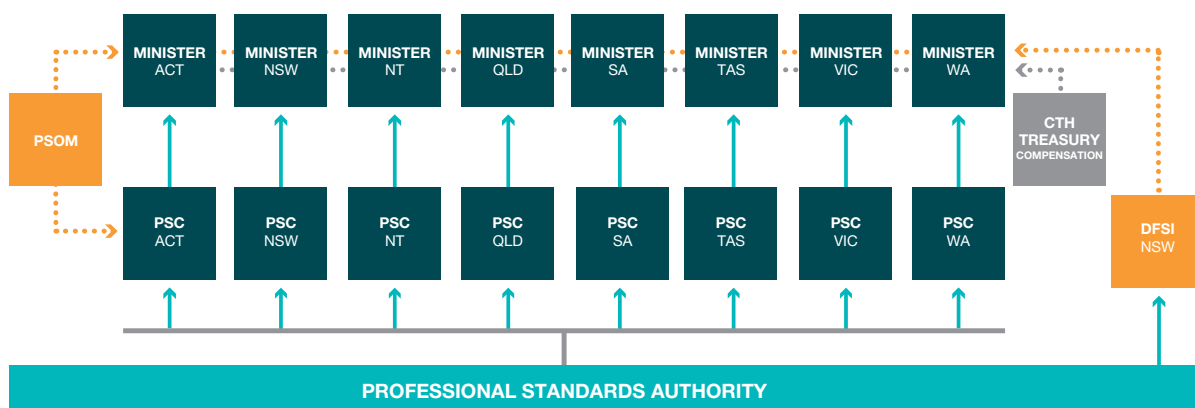 MINISTER
ACT
MINISTER
NSW
MINISTER
NT
MINISTER
QLD
MINISTER
SA
MINISTER
TAS
MINISTER
VIC
MINISTER
WA
PSOM
CTH
TREASURY
COMPENSATION
PSC
ACT
PSC
NSW
PSC
NT
PSC
QLD
PSC
SA
PSC
TAS
PSC
VIC
PSC
WA
DFSI
NSW
PROFESSIONAL STANDARDS AUTHORITY